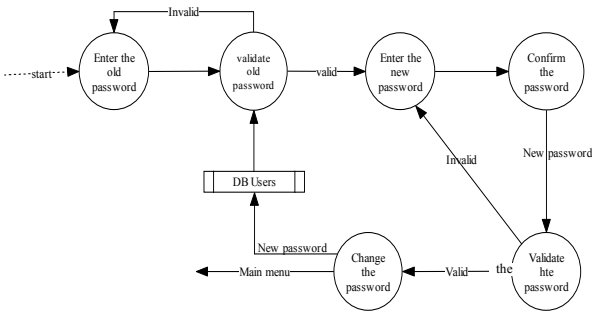 Invalid
start
Enter the
old
password
validate
old
password
valid
Enter the
new
password
Confirm
the
password
New password
Invalid
DB Users
New password
Main menu
Change
the
password
Valid
the
Validate
hte
password